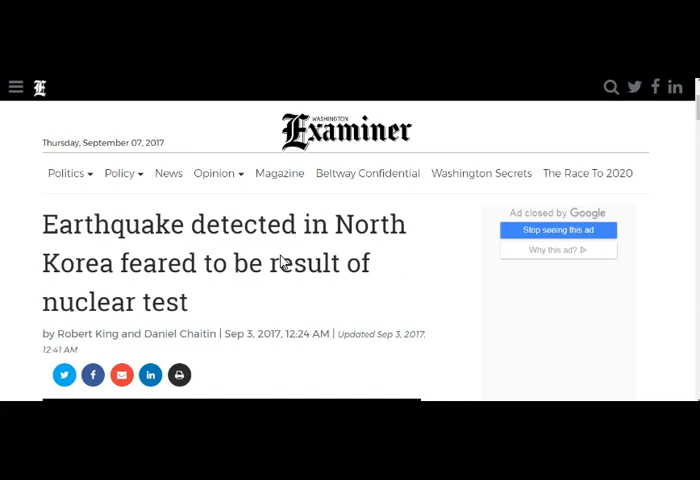 E
WASHINGTON
Examiner
Thursday, September 07, 2017
Politics Policy News Opinion Magazine Beltway Confidential Washington Secrets The Race To 2020
Earthquake detected in North
Korea feared to be result of
nuclear test
by Robert King and Daniel Chaitin | Sep 3, 2017, 12:24 AM | Updated Sep 3, 2017,
12:41 AM
Ad closed by Google
Stop seeing this ad
Why this ad?